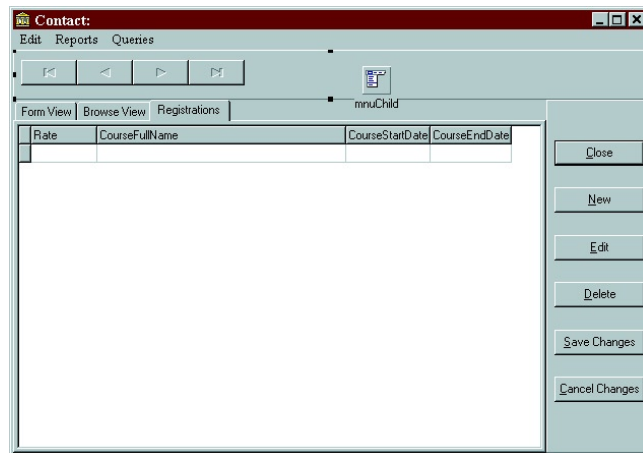 Contact:
Edit Reports Queries
mnuChild
Form View Browse View Registrations
Rate CourseFullName CourseStartDate CourseEndDate
Close
New
Edit
Delete
Save Changes
Cancel Changes